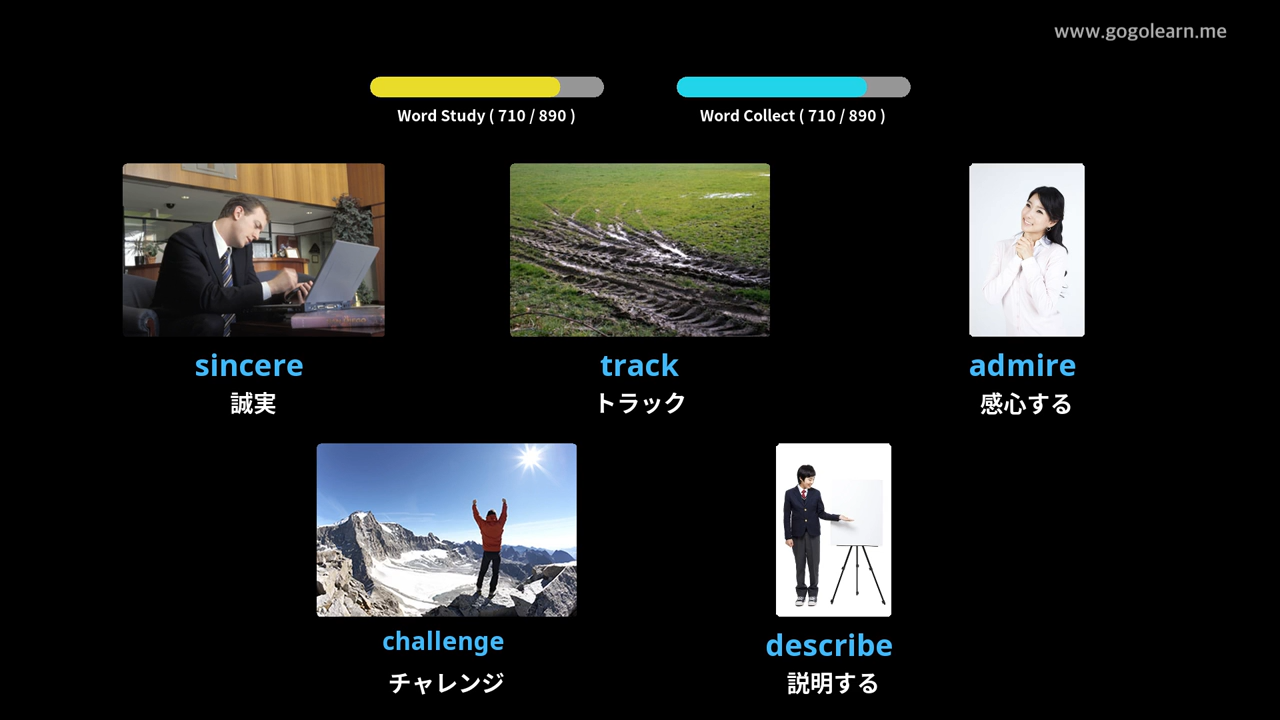 www.gogolearn.me
Word Study ( 710 / 890 )
Word Collect ( 710 / 890 )
sincere
誠実
track
トラック
admire
感心する
challenge
チャレンジ
describe
説明する